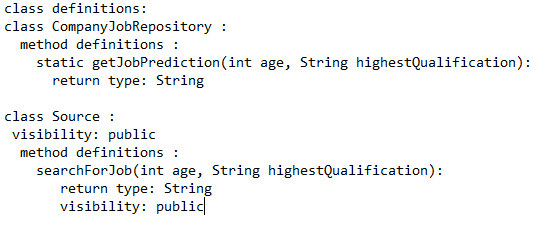 class definitions:
class CompanyJobRepository :
method definitions :
static getJobPrediction(int age, String highestQualification):
return type: String
class Source :
visibility: public
method definitions :
searchForJob(int age, String highestQualification):
return type: String
visibility: public